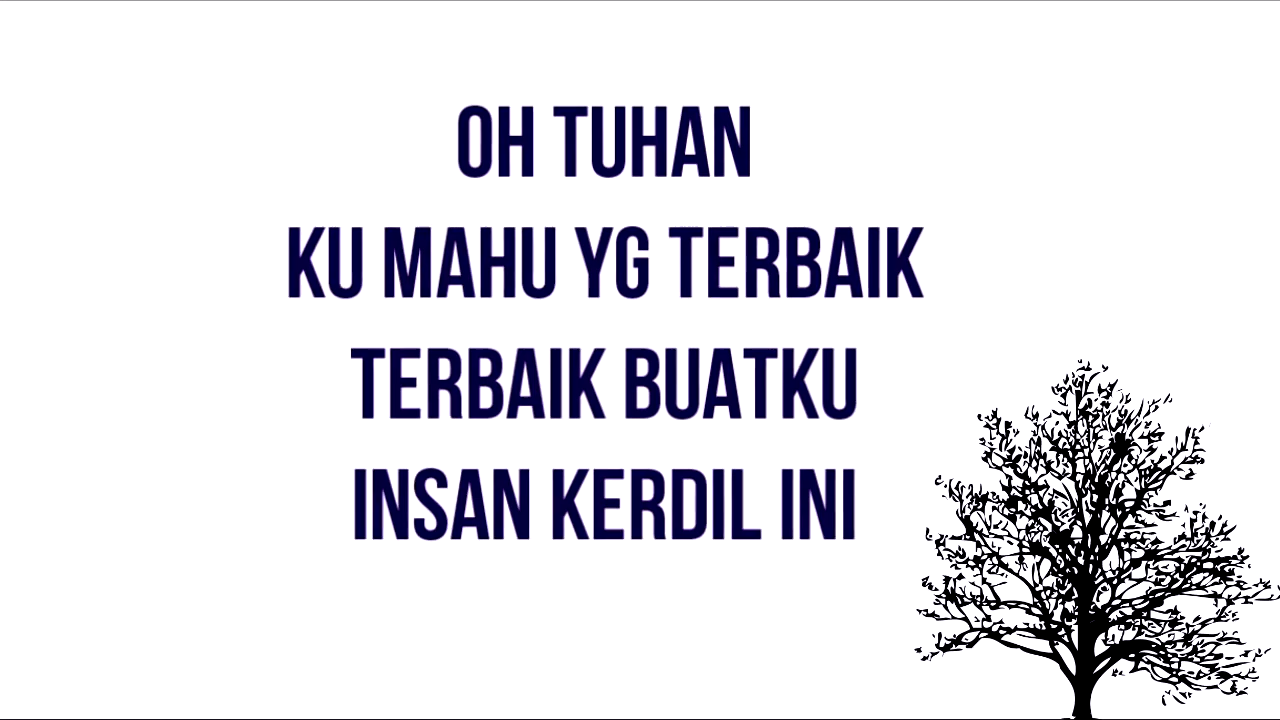 OH TUHAN
KU MAHU YG TERBAIK
TERBAIK BUATKU
INSAN KERDIL INI